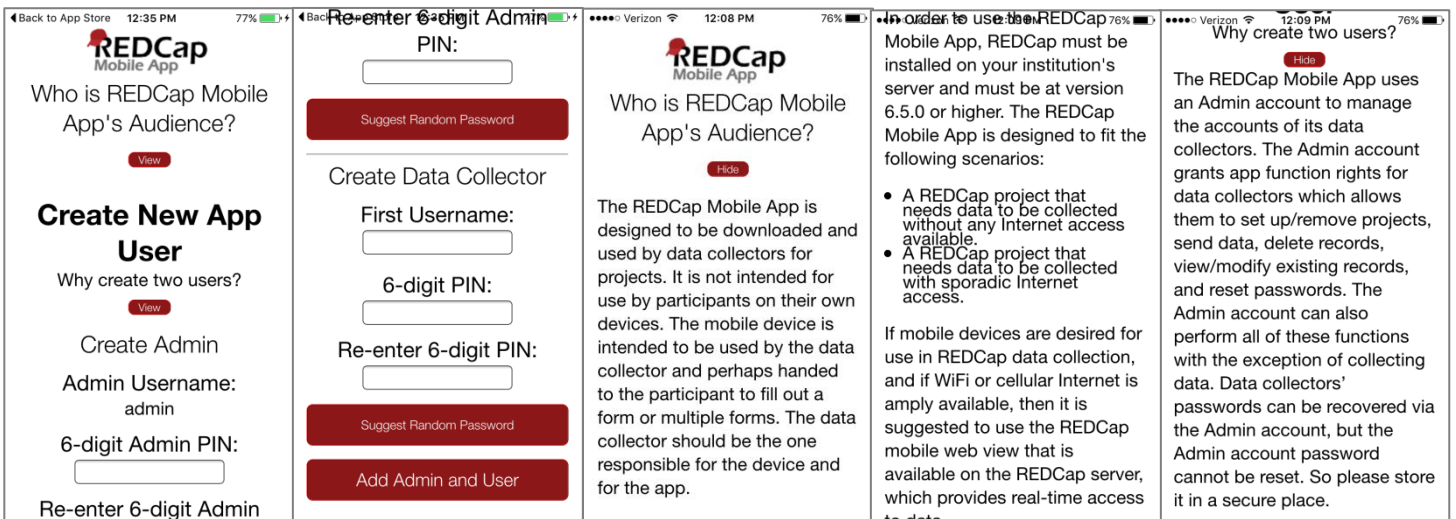 Back to App Store 12:35 PM 77%
REDCap
Mobile App
Who is REDCap Mobile
App's Audience?
View
Create New App
User
Why create two users?
View
Create Admin
Admin Username:
admin
6-digit Admin PIN:
Re-enter 6-digit Admin
Re-enter 6-digit Admin
PIN:
Suggest Random Password
Create Data Collector
First Username:
6-digit PIN:
Re-enter 6-digit PIN:
Suggest Random Password
Add Admin and User
Verizon 12:08 PM 76%
REDCap
Mobile App
Who is REDCap Mobile
App's Audience?
Hide
The REDCap Mobile App is
designed to be downloaded and
used by data collectors for
projects. It is not intended for
use by participants on their own
devices. The mobile device is
intended to be used by the data
collector and perhaps handed
to the participant to fill out a
form or multiple forms. The data
collector should be the one
responsible for the device and
for the app.
In order to use the REDCap
76%
Mobile App, REDCap must be
installed on your institution's
server and must be at version
6.5.0 or higher. The REDCap
Mobile App is designed to fit the
following scenarios:
• A REDCap project that
needs data to be collected
without any Internet access
available.
• A REDCap project that
needs data to be collected
with sporadic Internet
access.
If mobile devices are desired for
use in REDCap data collection,
and if WiFi or cellular Internet is
amply available, then it is
suggested to use the REDCap
mobile web view that is
available on the REDCap server,
which provides real-time access
to data
Verizon 12:09 PM 76%
Why create two users?
Hide
The REDCap Mobile App uses
an Admin account to manage
the accounts of its data
collectors. The Admin account
grants app function rights for
data collectors which allows
them to set up/remove projects,
send data, delete records,
view/modify existing records,
and reset passwords. The
Admin account can also
perform all of these functions
with the exception of collecting
data. Data collectors'
passwords can be recovered via
the Admin account, but the
Admin account password
cannot be reset. So please store
it in a secure place.